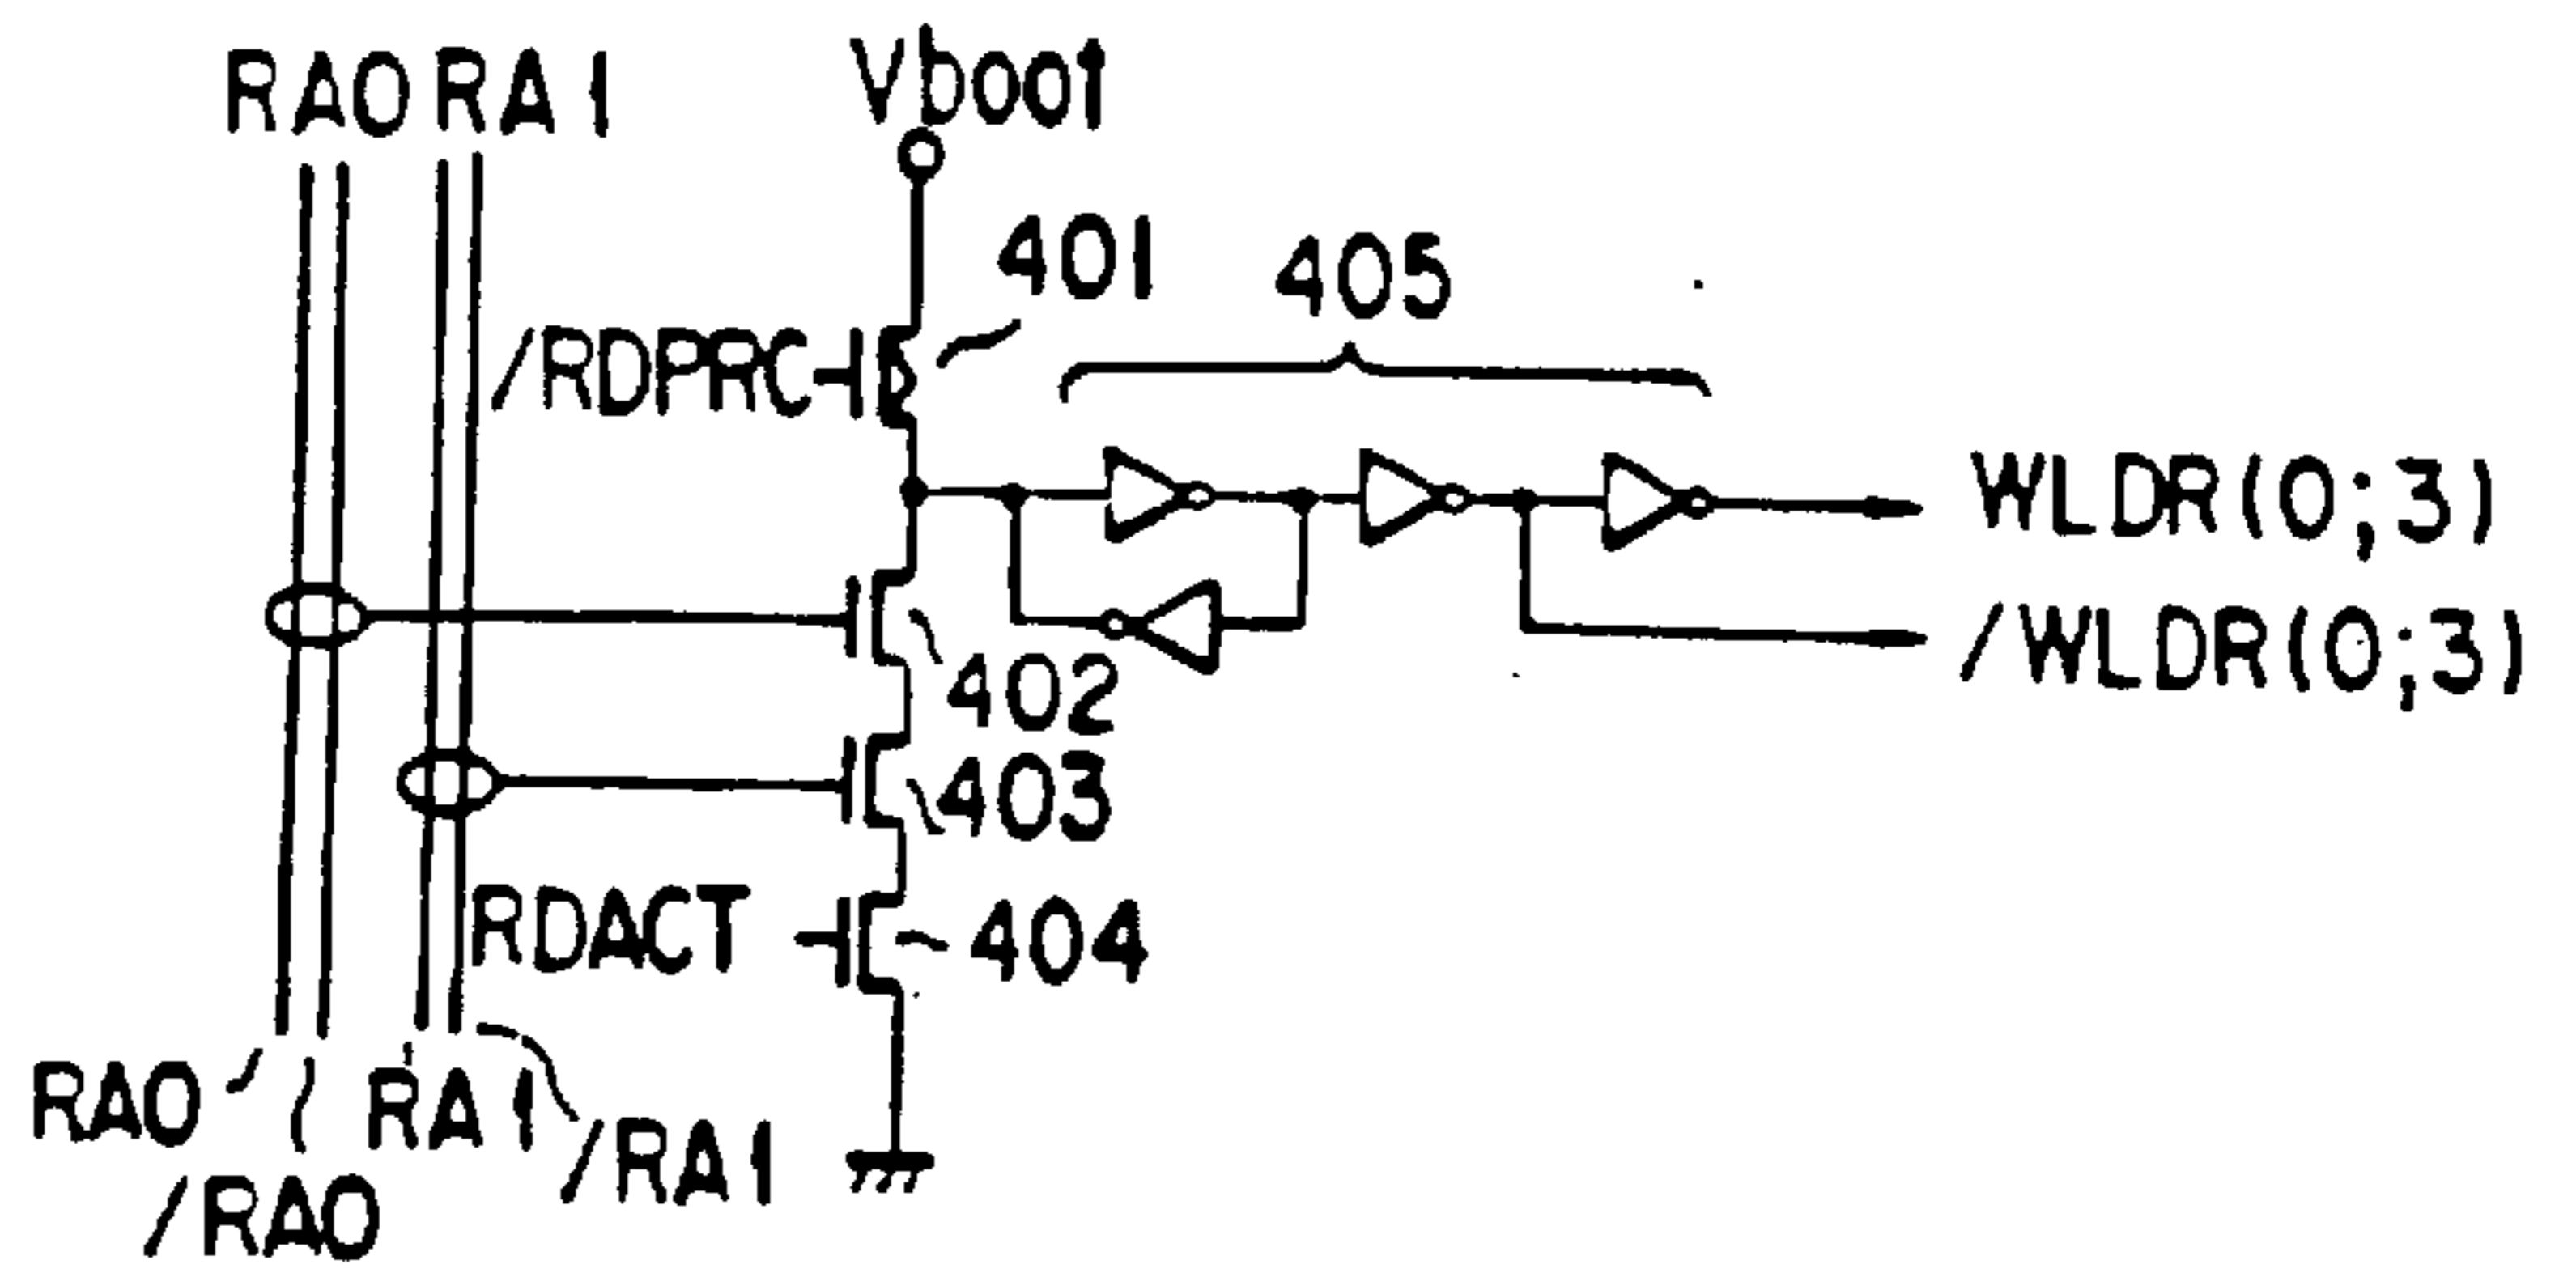 RA0 RA1
Vboot
401
405
/RDPRC
WLDR(0;3)
/WLDR(0;3)
402
403
RDACT
404
RA0
RA1
/RA1
/RA0